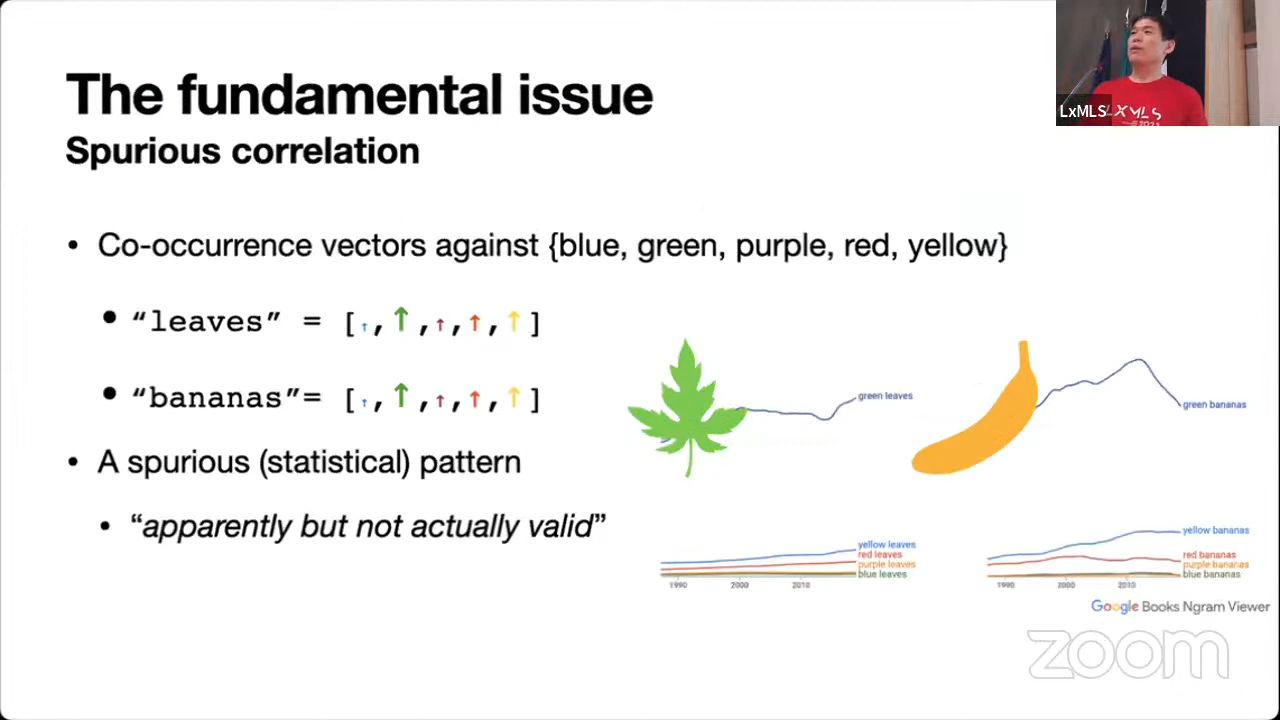 The fundamental issue
Spurious correlation
• Co-occurrence vectors against {blue, green, purple, red, yellow}
• “leaves” = [↑,↑,↑,↑,↑]
• “bananas”= [↑,↑,↑,↑,↑]
• A spurious (statistical) pattern
• “apparently but not actually valid”
green leaves
yellow leaves
red leaves
purple leaves
blue leaves
1990 2000 2010
green bananas
yellow bananas
red bananas
purple bananas
blue bananas
1990 2000 2010
Google Books Ngram Viewer
zoom
LxMLS
LXMLS